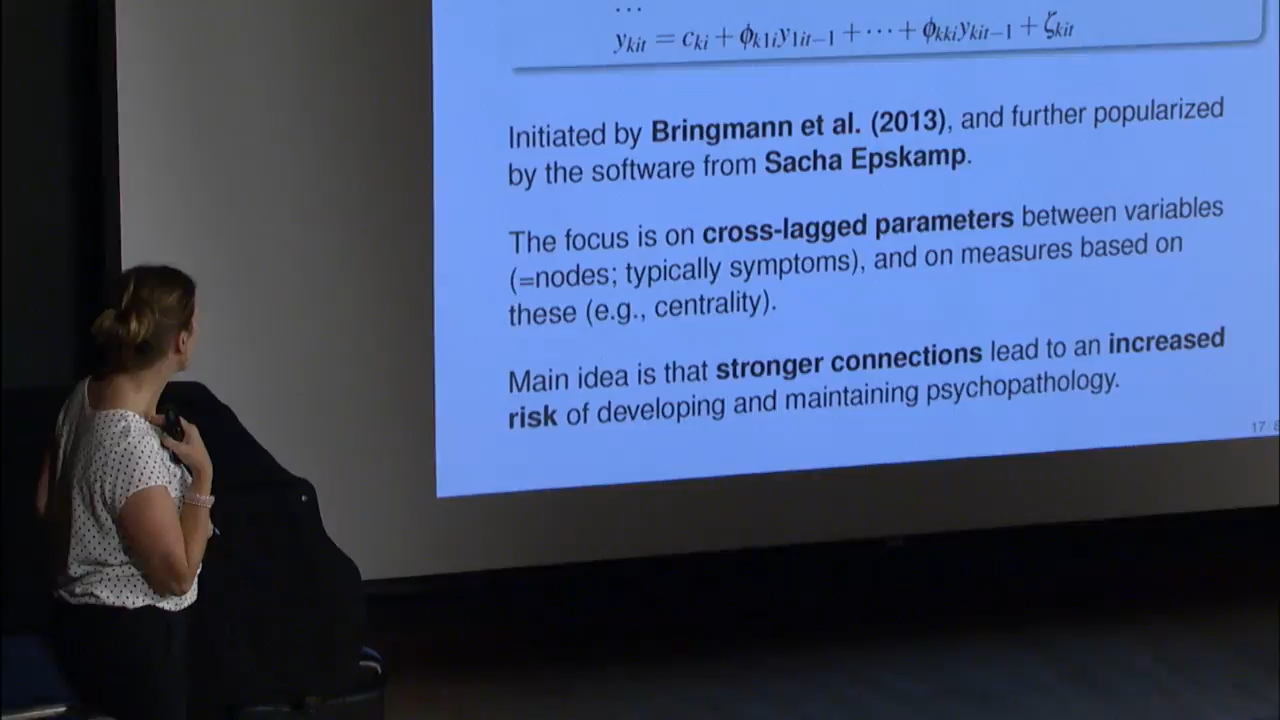 ...
y_kit = c_ki + ϕ_k1i y_1it−1 + ··· + ϕ_kki y_kit−1 + ζ_kit
Initiated by Bringmann et al. (2013), and further popularized
by the software from Sacha Epskamp.
The focus is on cross-lagged parameters between variables
(=nodes; typically symptoms), and on measures based on
these (e.g., centrality).
Main idea is that stronger connections lead to an increased
risk of developing and maintaining psychopathology.
17